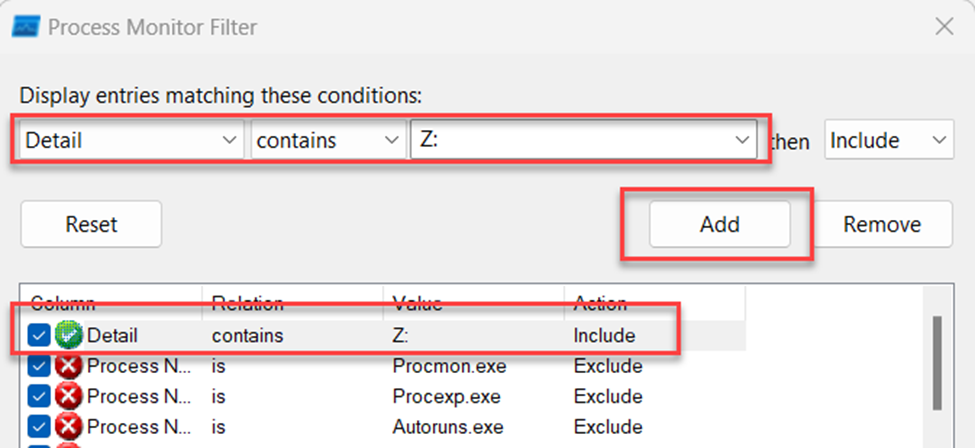 Process Monitor Filter
Display entries matching these conditions:
Detail contains Z: then Include
Reset Add Remove
Column Relation Value Action
Detail contains Z: Include
Process N... is Procmon.exe Exclude
Process N... is Procexp.exe Exclude
Process N... is Autoruns.exe Exclude